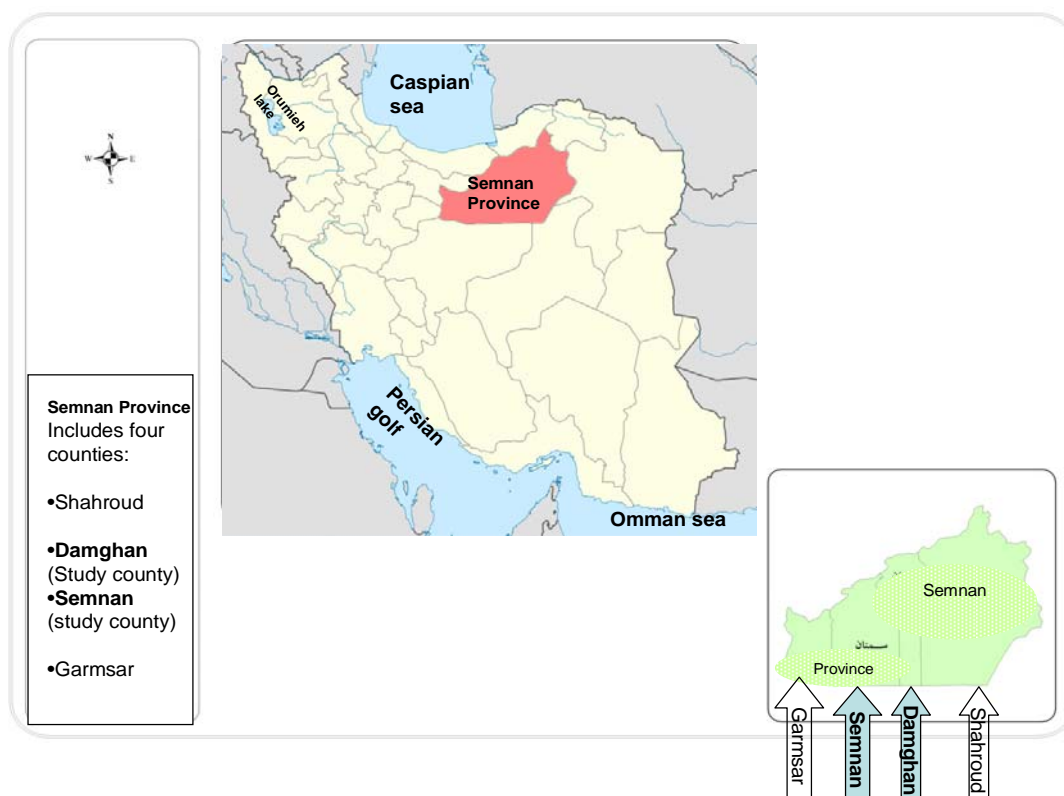 N
W E
S
Orumieh
lake
Caspian
sea
Semnan
Province
Persian
golf
Omman sea
Semnan Province
Includes four
counties:
•Shahroud
•Damghan
(Study county)
•Semnan
(study county)
•Garmsar
Semnan
سمنان
Province
Garmsar
Semnan
Damghan
Shahroud